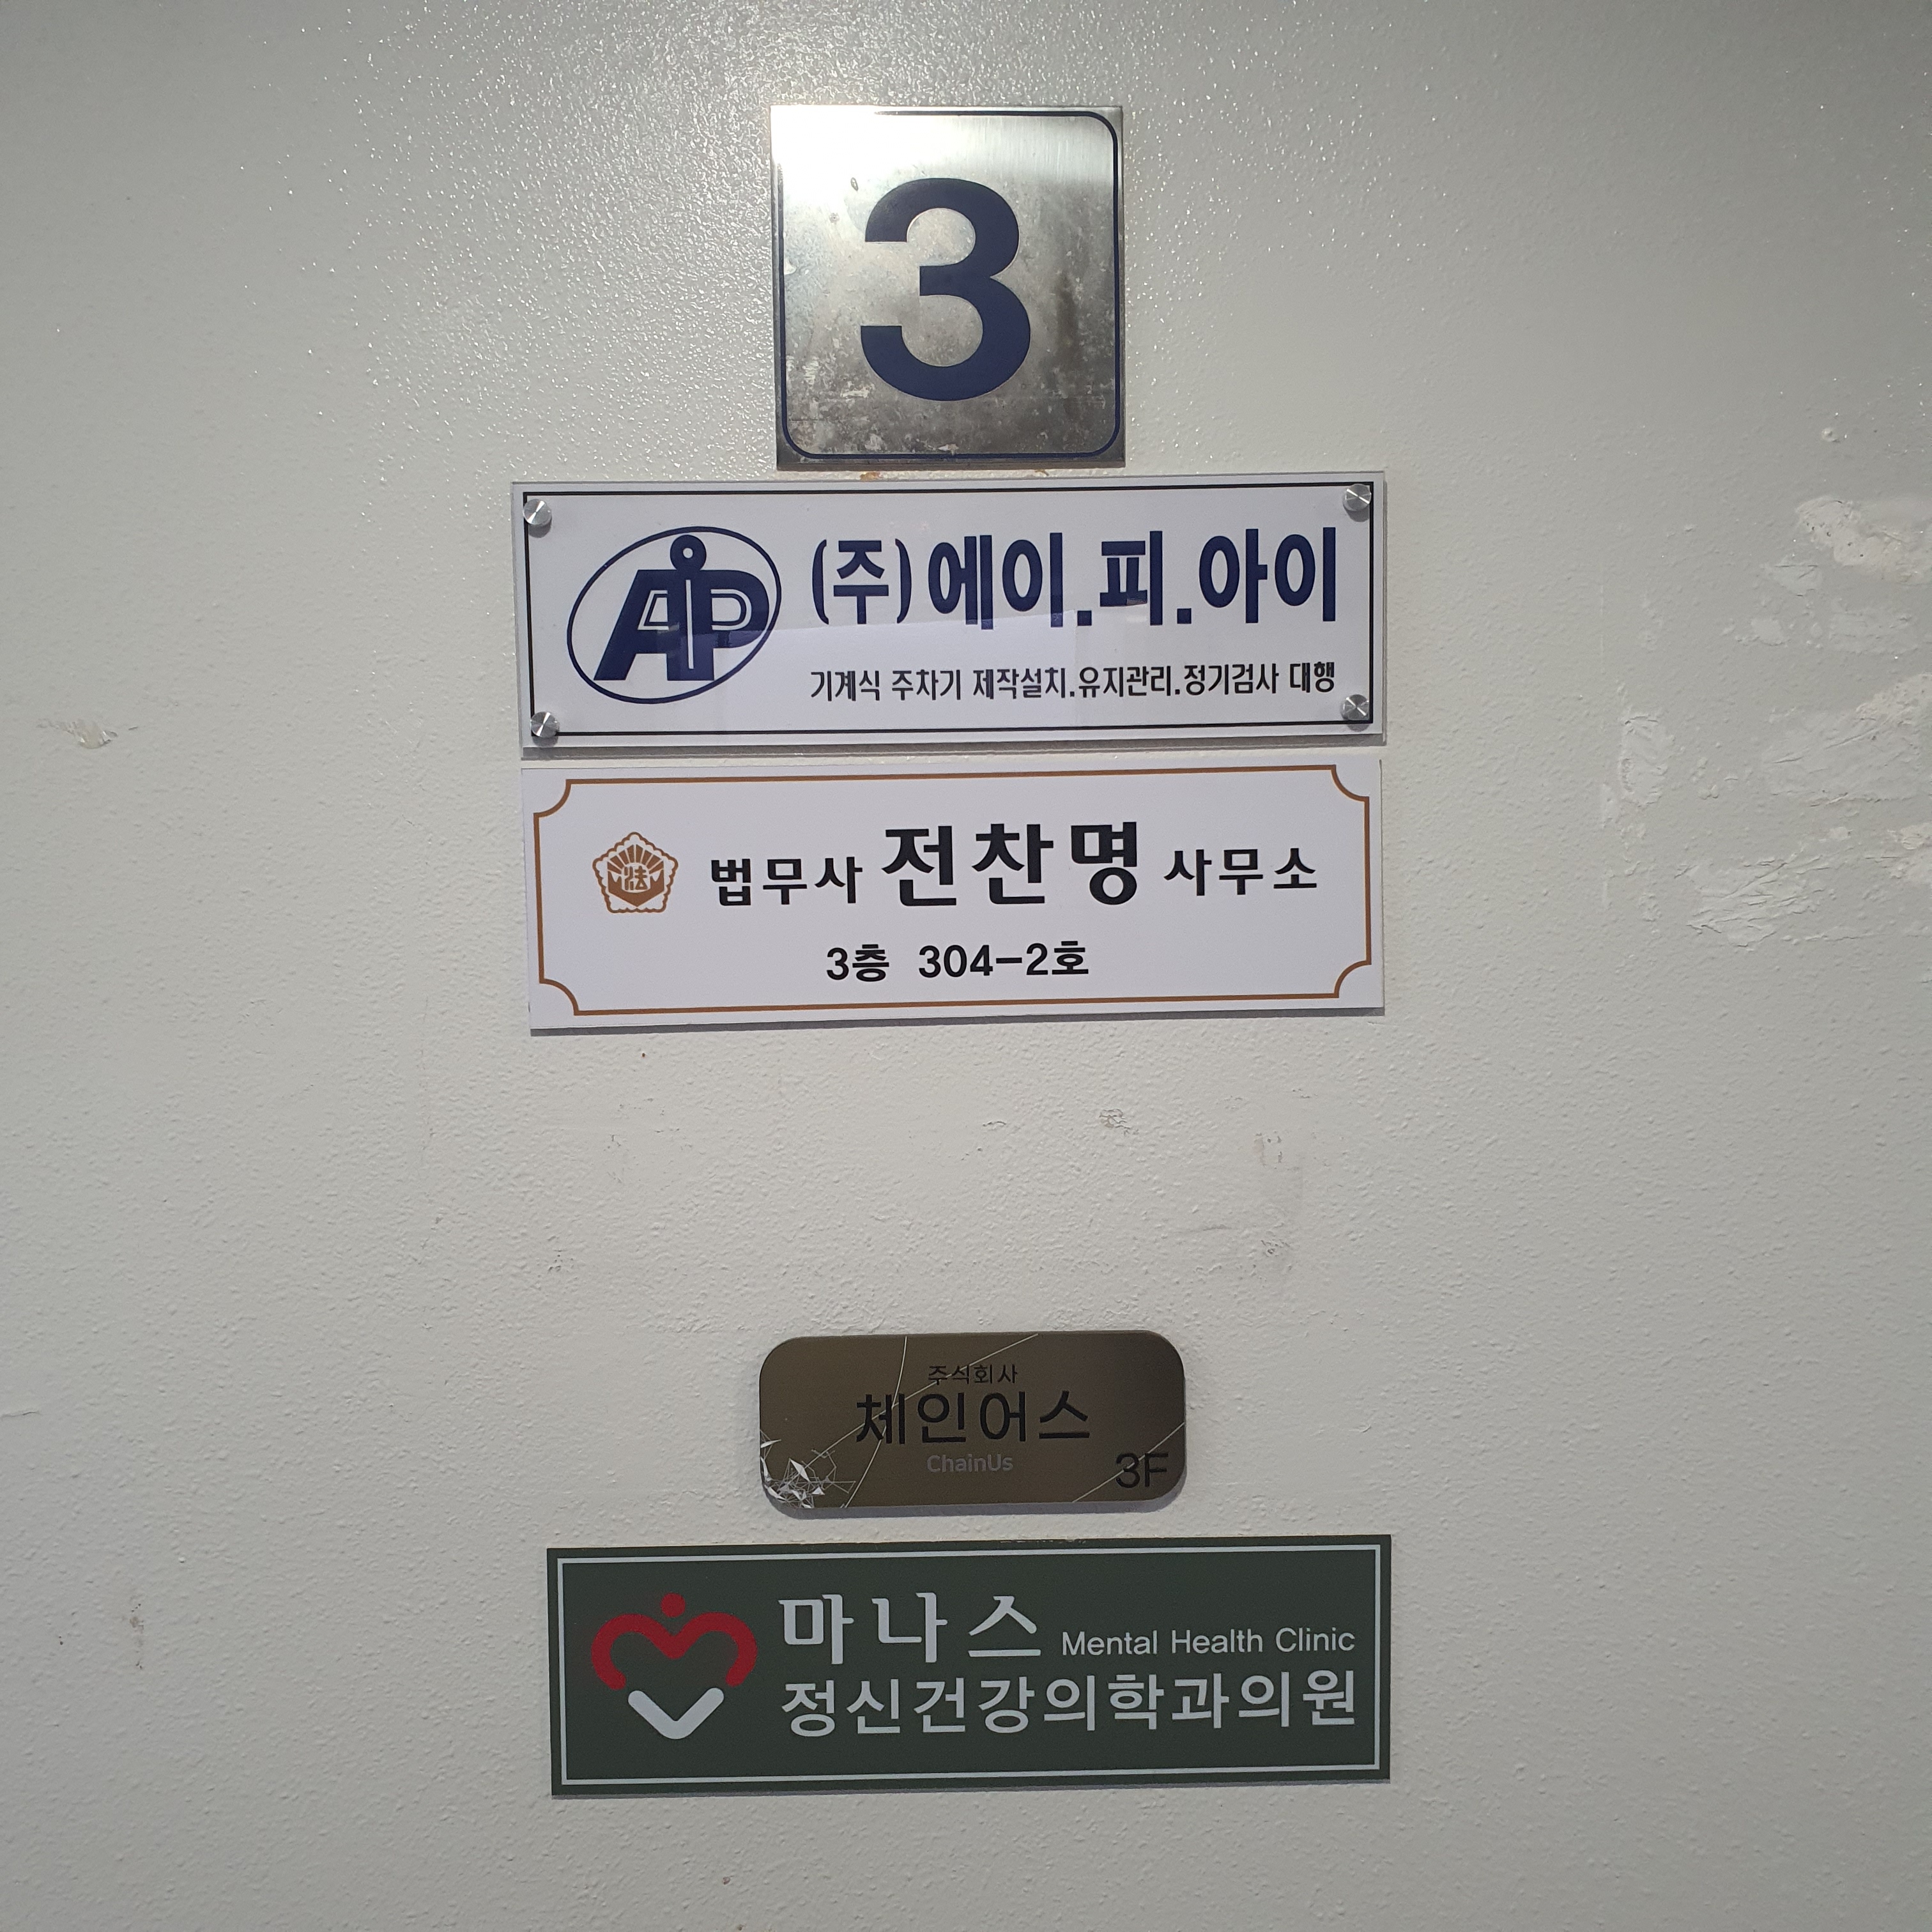 3
AiP
(주)에이.피.아이
기계식 주차기 제작설치.유지관리.정기검사 대행
법무사 전찬명 사무소
3층 304-2호
주식회사
체인어스
ChainUs
3F
마나스 Mental Health Clinic
정신건강의학과의원